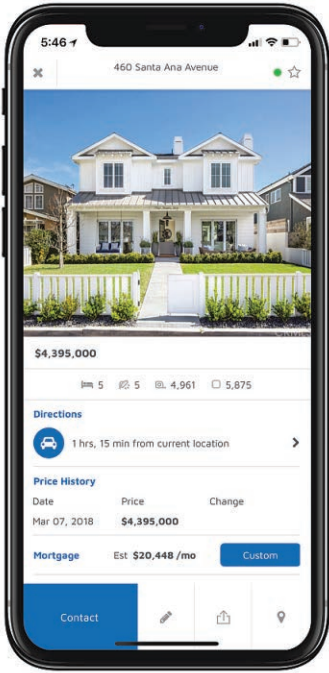 5:46
460 Santa Ana Avenue
$4,395,000
5 5 4,961 5,875
Directions
1 hrs, 15 min from current location
Price History
Date Price Change
Mar 07, 2018 $4,395,000
Mortgage Est $20,448 /mo Custom
Contact